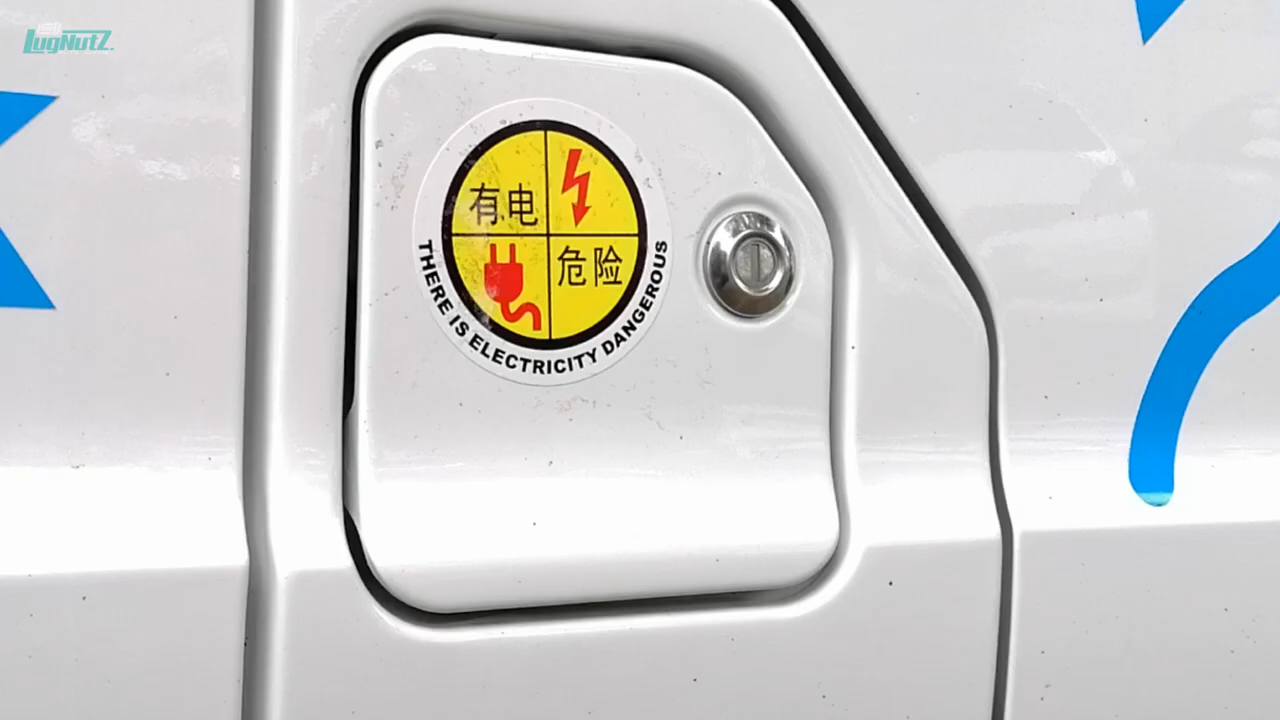 LugNutZ
有电
危险
THERE IS ELECTRICITY DANGEROUS